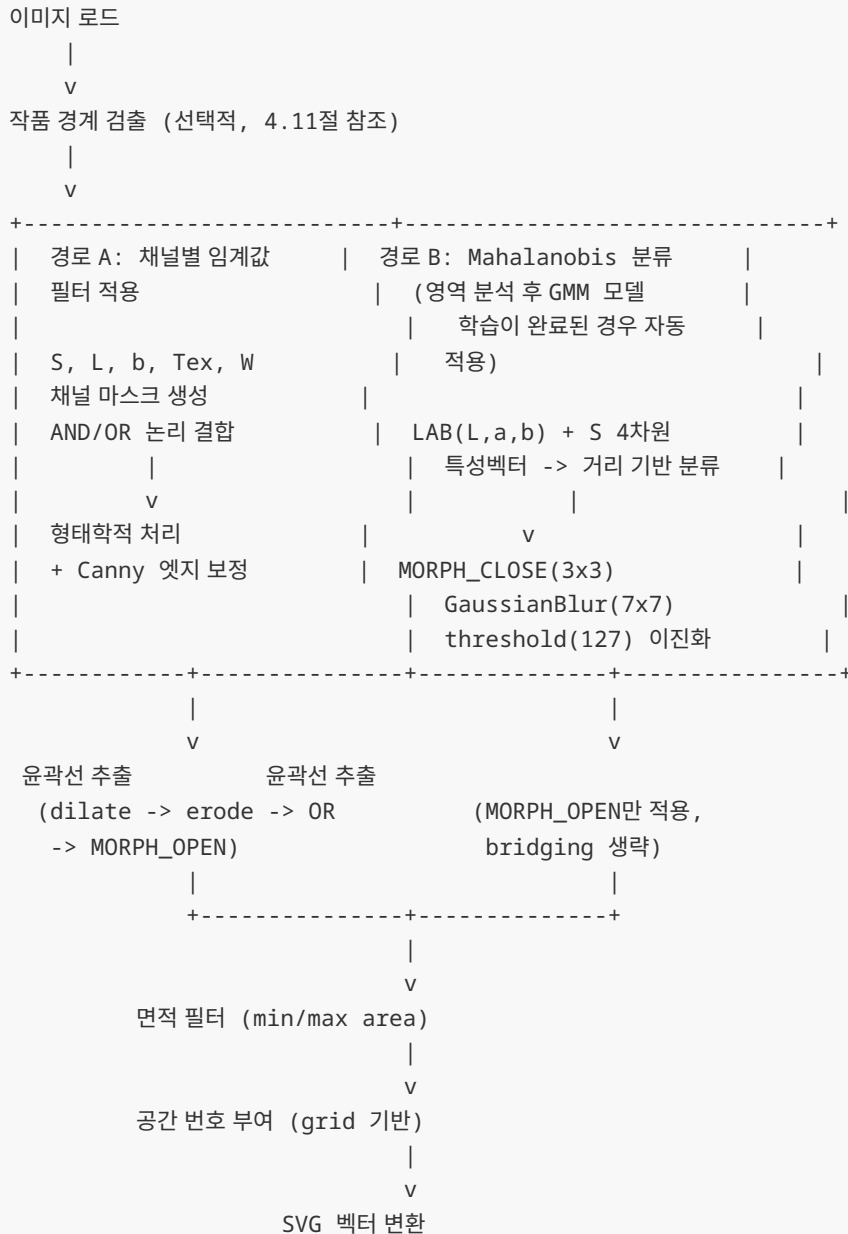 이미지 로드
|
v
작품 경계 검출 (선택적, 4.11절 참조)
|
v
+----------------------------+-------------------------------+
| 경로 A: 채널별 임계값 | 경로 B: Mahalanobis 분류 |
| 필터 적용 | (영역 분석 후 GMM 모델 |
| | 학습이 완료된 경우 자동 |
| S, L, b, Tex, W | 적용) |
| 채널 마스크 생성 | |
| AND/OR 논리 결합 | LAB(L,a,b) + S 4차원 |
| | | 특성벡터 -> 거리 기반 분류 |
| v | | |
| 형태학적 처리 | v |
| + Canny 엣지 보정 | MORPH_CLOSE(3x3) |
| | GaussianBlur(7x7) |
| | threshold(127) 이진화 |
+------------+---------------+--------------+----------------+
| |
v v
윤곽선 추출 윤곽선 추출
(dilate -> erode -> OR (MORPH_OPEN만 적용,
-> MORPH_OPEN) bridging 생략)
| |
+---------------+--------------+
|
v
면적 필터 (min/max area)
|
v
공간 번호 부여 (grid 기반)
|
v
SVG 벡터 변환